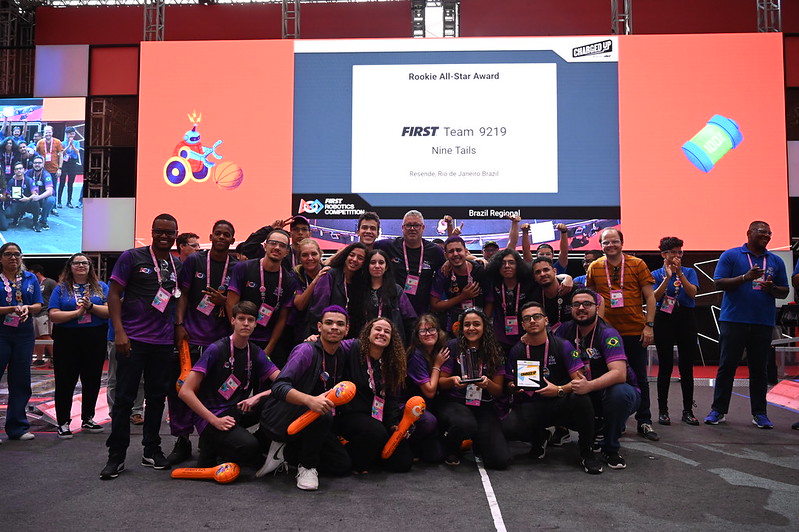 CHARGED UP
Rookie All-Star Award
FIRST Team 9219
Nine Tails
Resende, Rio de Janeiro Brazil
FIRST
ROBOTICS
COMPETITION
Brazil Regional